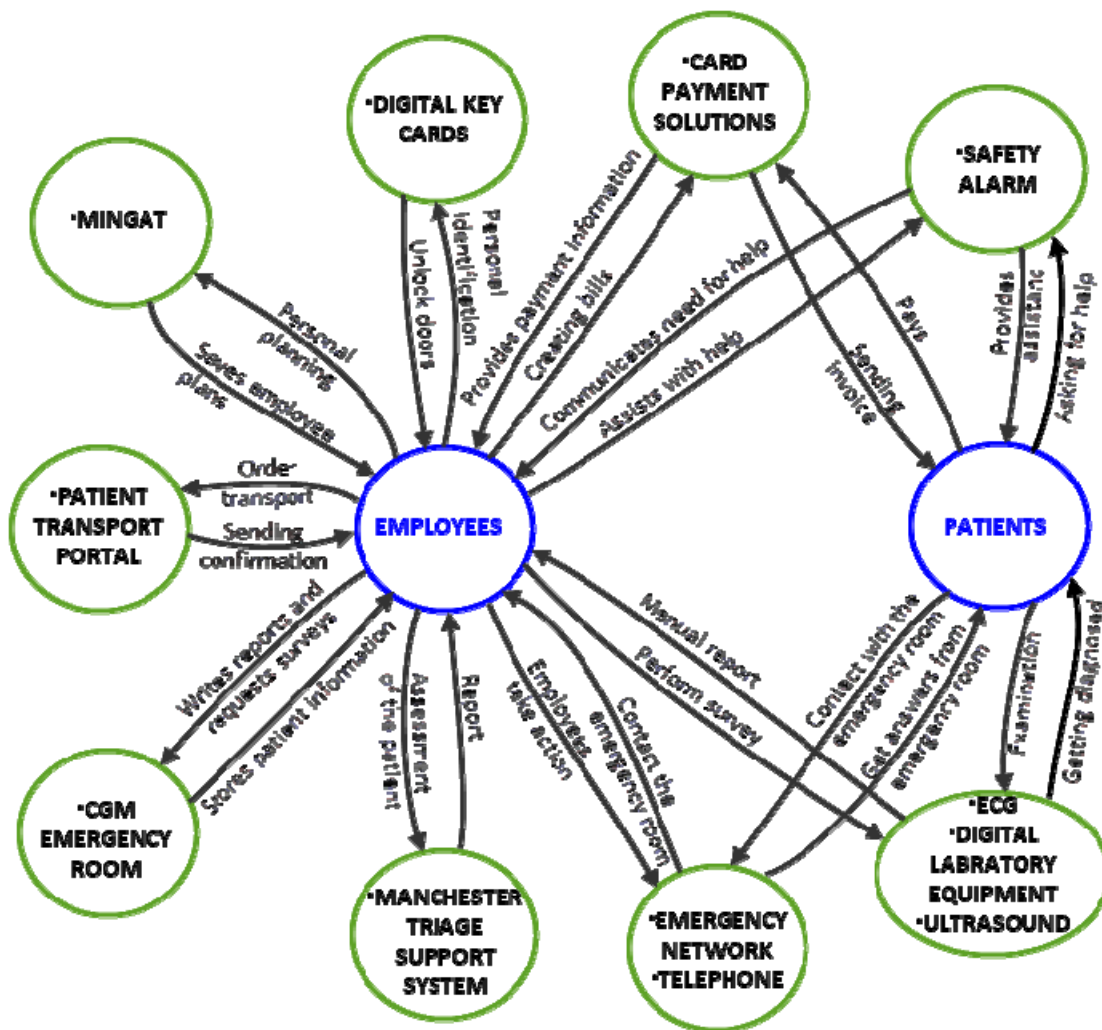 •CARD
PAYMENT
SOLUTIONS
•DIGITAL KEY
CARDS
•SAFETY
ALARM
•MINGAT
Personal
planning
Saves employee
plans
Unlock doors
Personal
identification
Provides payment information
Creating bills
Communicates need for help
Assists with help
Sending
invoice
Pays
Provides
assistanc
Asking for help
•PATIENT
TRANSPORT
PORTAL
Order
transport
Sending
confirmation
EMPLOYEES
PATIENTS
Writes reports and
requests surveys
Stores patient information
Assessment
of the patient
Report
Employees
take action
Contact the
emergency room
Manual report
perform survey
Contact with the
emergency room
Get answers from
emergency room
Examination
Getting diagnosed
•CGM
EMERGENCY
ROOM
•MANCHESTER
TRIAGE
SUPPORT
SYSTEM
•EMERGENCY
NETWORK
•TELEPHONE
•ECG
•DIGITAL
LABRATORY
EQUIPMENT
•ULTRASOUND